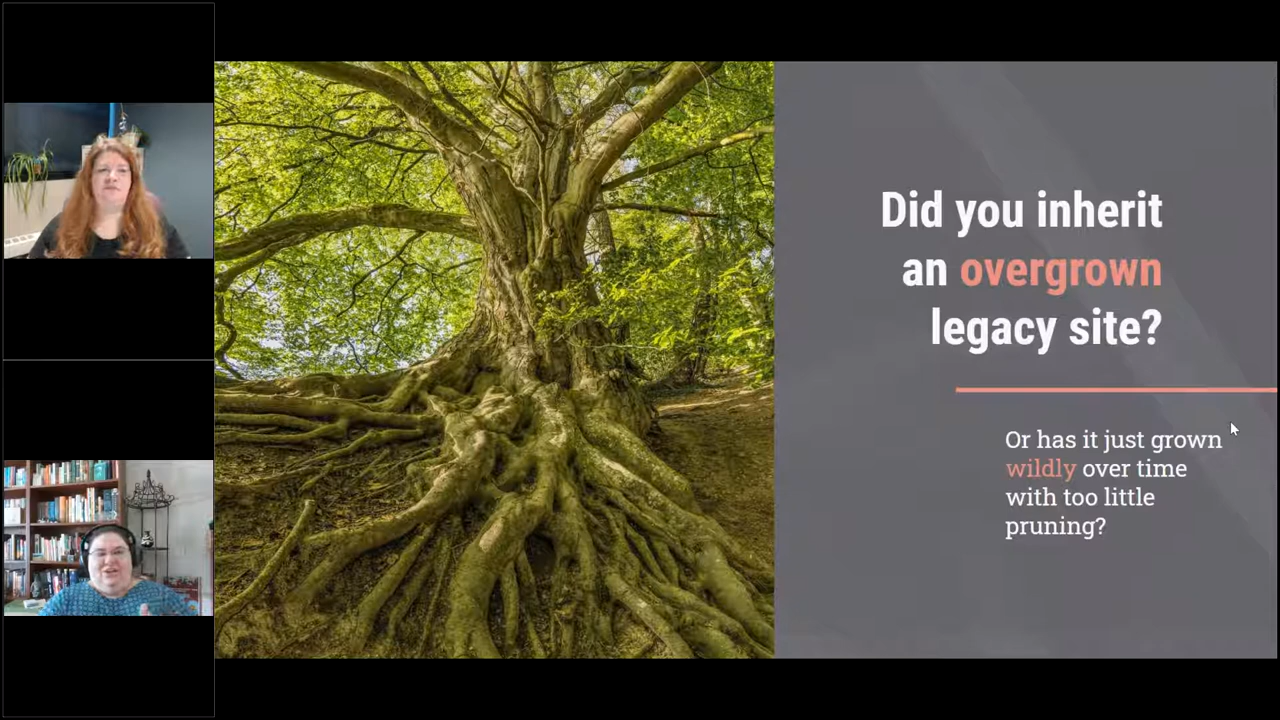 Did you inherit
an overgrown
legacy site?
Or has it just grown
wildly over time
with too little
pruning?